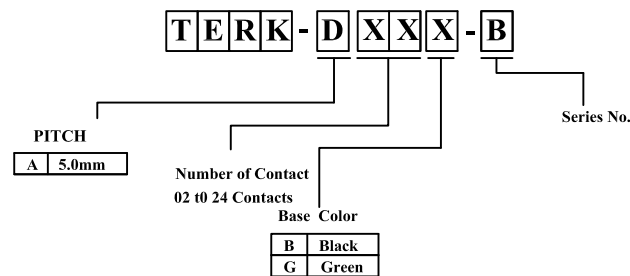 TERK-DXXX-B
Series No.
PITCH
A 5.0mm
Number of Contact
02 t0 24 Contacts
Base Color
B Black
G Green